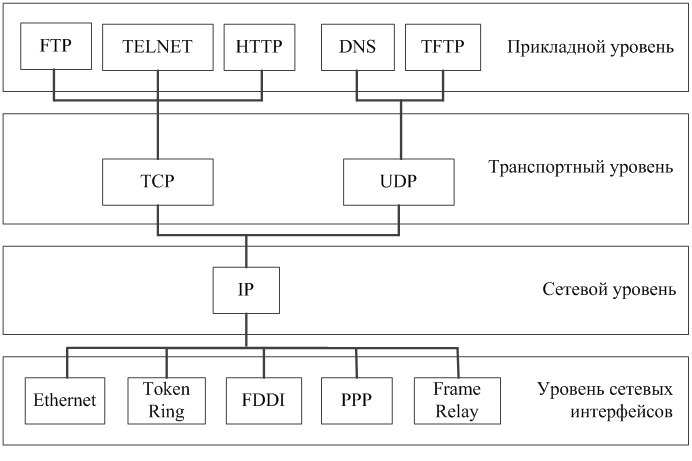 FTP TELNET HTTP DNS TFTP Прикладной уровень
TCP UDP Транспортный уровень
IP Сетевой уровень
Ethernet
Token
Ring
FDDI
PPP
Frame
Relay
Уровень сетевых
интерфейсов